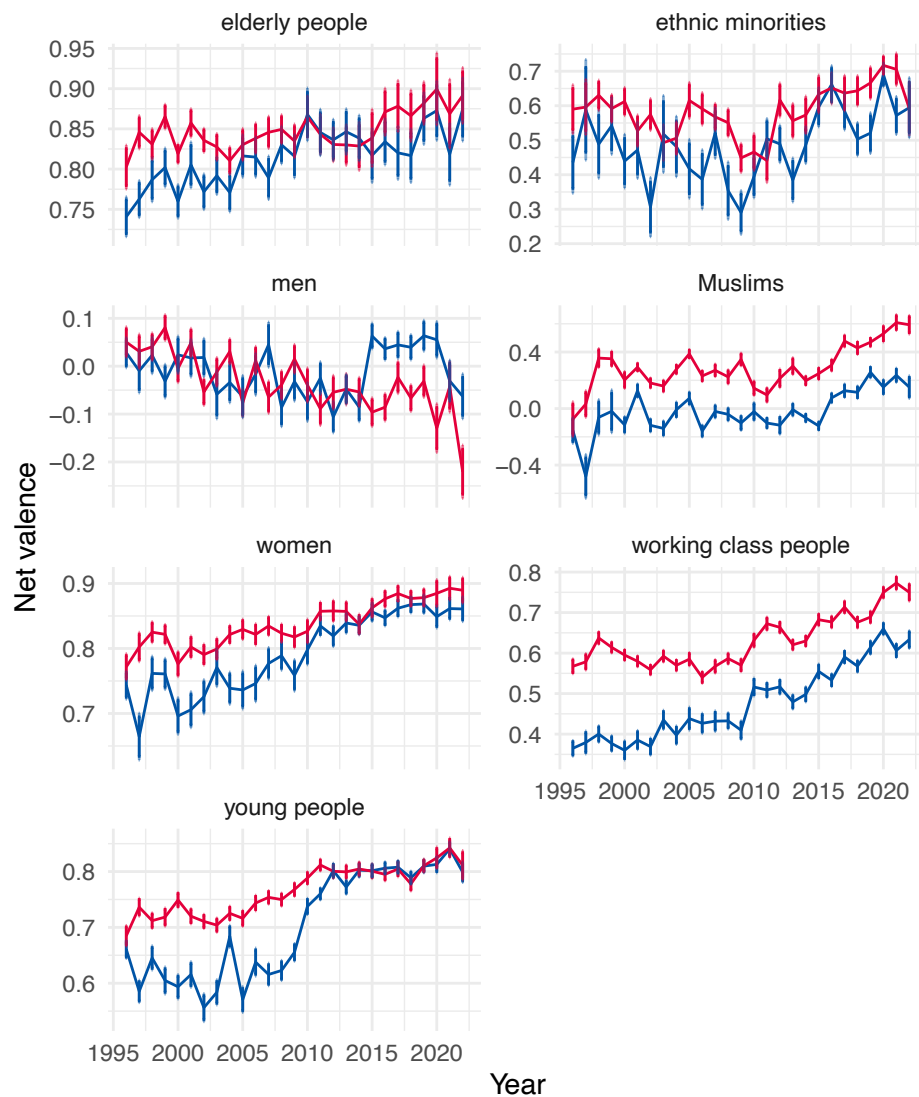 elderly people
0.95
0.90
0.85
0.80
0.75
ethnic minorities
0.7
0.6
0.5
0.4
0.3
0.2
men
0.1
0.0
−0.1
−0.2
Muslims
0.4
0.0
−0.4
women
0.9
0.8
0.7
working class people
0.8
0.7
0.6
0.5
0.4
1995 2000 2005 2010 2015 2020
young people
0.8
0.7
0.6
1995 2000 2005 2010 2015 2020
Net valence
Year